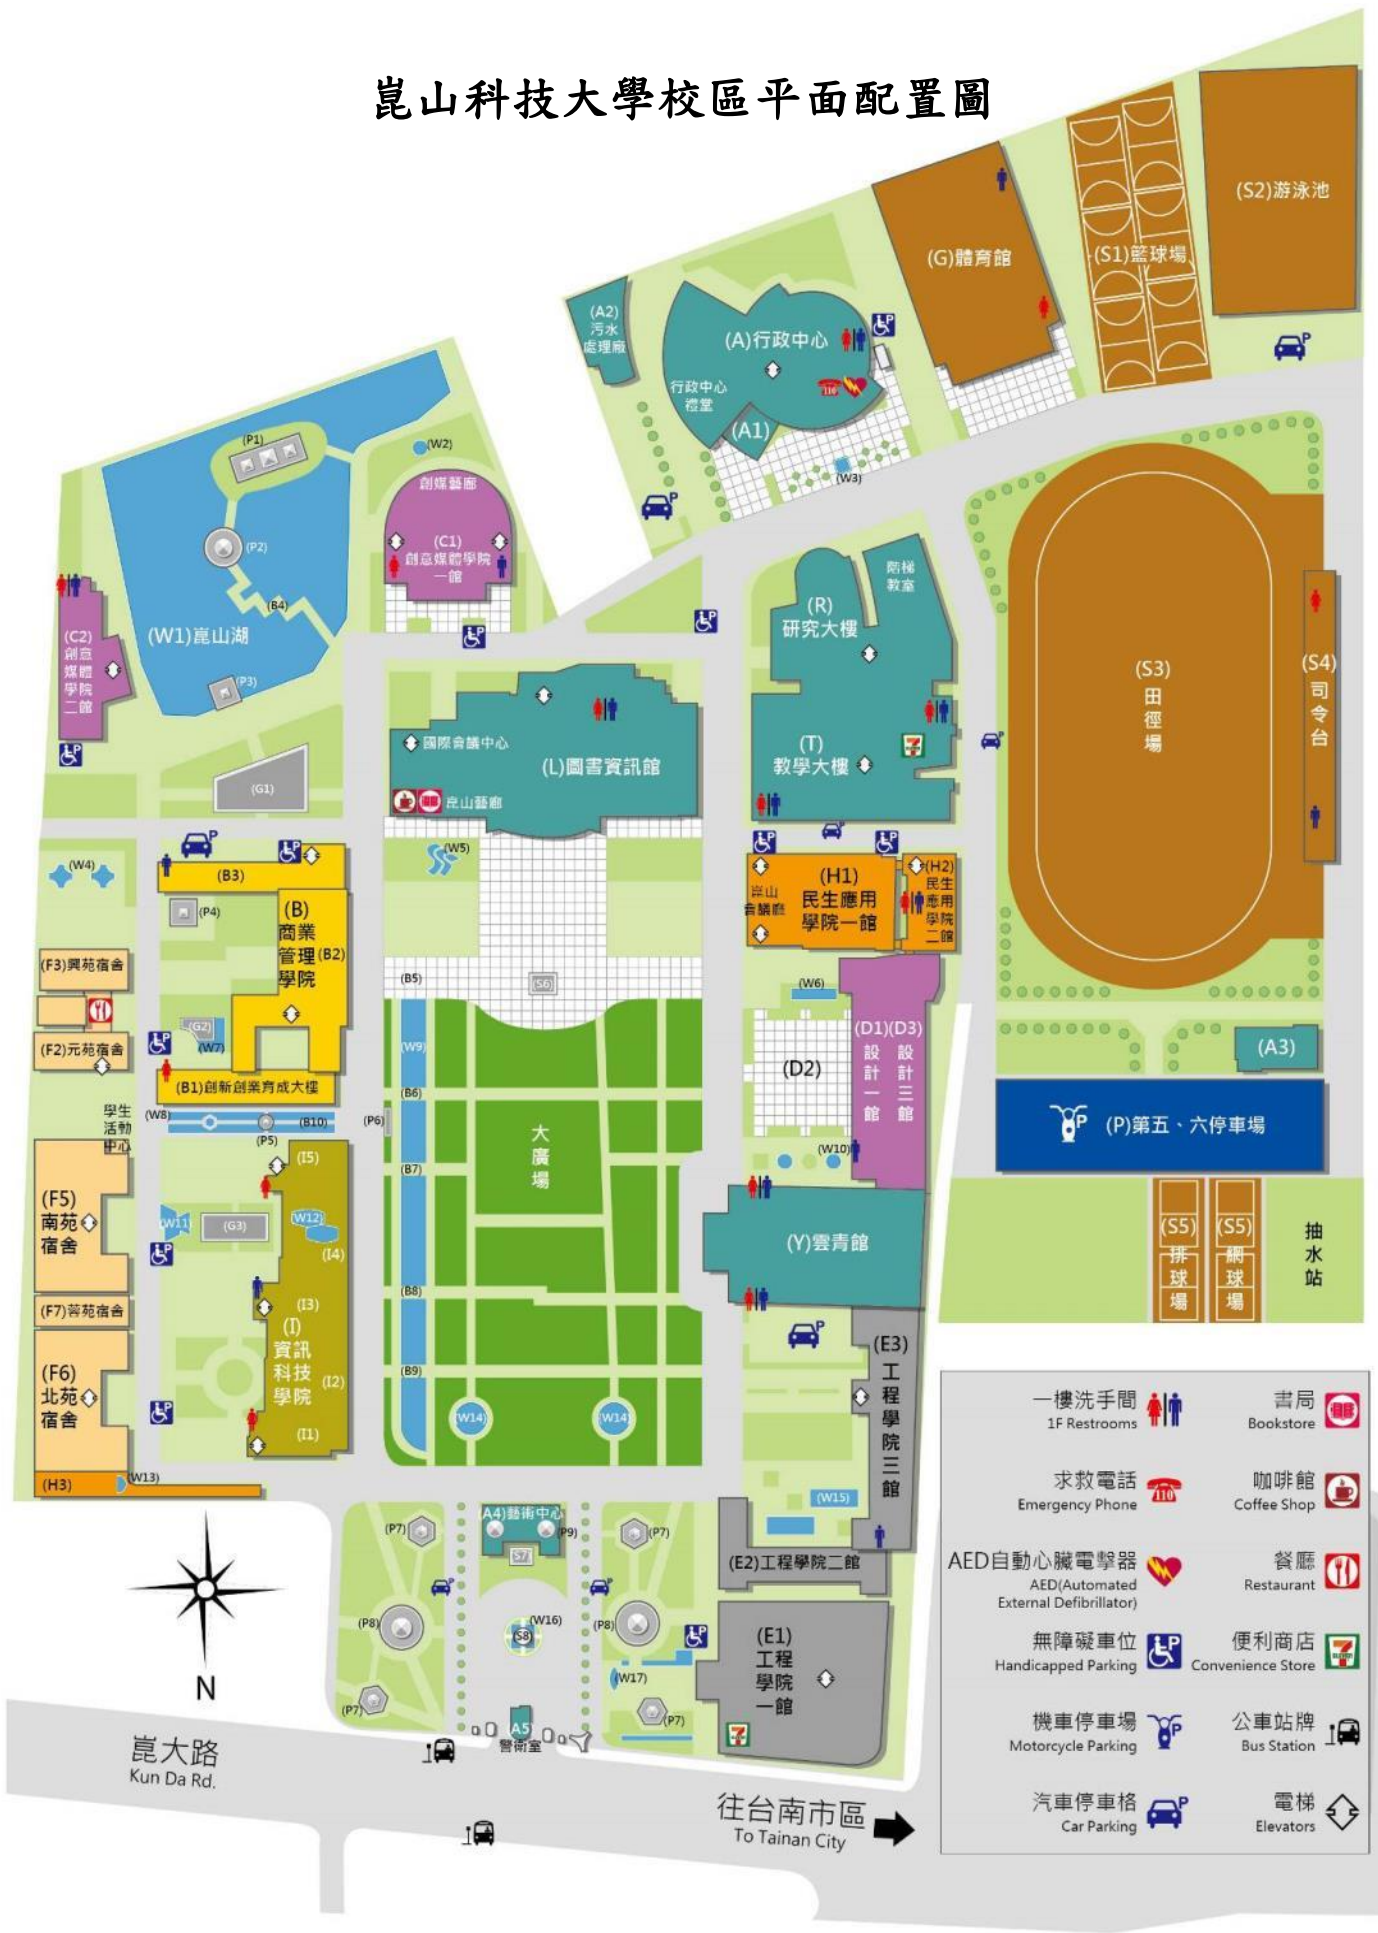 崑山科技大學校區平面配置圖
(S2)游泳池
(G)體育館
(S1)籃球場
(A2)
污水
處理廠
(A)行政中心
行政中心
禮堂
(A1)
110
(W3)
(P1)
(W2)
創媒藝廊
(C1)
創意媒體學院
一館
(P2)
(B4)
(W1)崑山湖
(P3)
(C2)
創意
媒體
學院
二館
階梯
教室
(R)
研究大樓
(S3)
田
徑
場
(S4)
司
令
台
國際會議中心
(L)圖書資訊館
崑山藝廊
(T)
教學大樓
(G1)
(W5)
(W4)
(B3)
(P4)
(B)
商業
管理
學院
(B2)
(H1)
民生應用
學院一館
崑山
會議廳
(H2)
民生
應用
學院
二館
(F3)興苑宿舍
(F2)元苑宿舍
(G2)
(W7)
(B1)創新創業育成大樓
(B5)
(S6)
(W6)
(D1)
設
計
一
館
(D3)
設
計
三
館
(D2)
(W9)
(B6)
(A3)
(P)第五、六停車場
學生
活動
中心
(W8)
(P5)
(B10)
(P6)
大
廣
場
(B7)
(W10)
(I5)
(F5)
南苑
宿舍
(W11)
(G3)
(W12)
(I4)
(Y)雲青館
(S5)
排
球
場
(S5)
網
球
場
抽
水
站
(F7)蓉苑宿舍
(I3)
(I)
資訊
科技
學院
(I2)
(I1)
(B8)
(B9)
(E3)
工
程
學
院
三
館
(F6)
北苑
宿舍
(W14)
(W14)
(H3)
(W13)
(W15)
(A4)藝術中心
(P9)
(S7)
(P7)
(P7)
(E2)工程學院二館
(P8)
(W16)
(S8)
(P8)
(E1)
工程
學院
一館
(W17)
(P7)
(P7)
(A5)
警衛室
N
崑大路
Kun Da Rd.
往台南市區
To Tainan City
一樓洗手間
1F Restrooms
書局
Bookstore
求救電話
Emergency Phone
110
咖啡館
Coffee Shop
AED自動心臟電擊器
AED(Automated
External Defibrillator)
餐廳
Restaurant
無障礙車位
Handicapped Parking
便利商店
Convenience Store
機車停車場
Motorcycle Parking
公車站牌
Bus Station
汽車停車格
Car Parking
電梯
Elevators